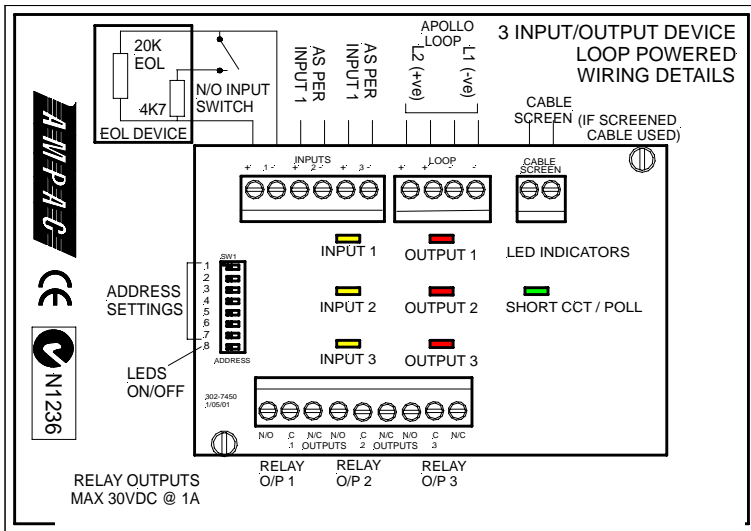 3 INPUT/OUTPUT DEVICE
LOOP POWERED
WIRING DETAILS
20K
EOL
4K7
EOL DEVICE
N/O INPUT
SWITCH
AS PER
INPUT 1
AS PER
INPUT 1
APOLLO
LOOP
L2 (+ve)
L1 (-ve)
CABLE
SCREEN
(IF SCREENED
CABLE USED)
AMPAC
CE
N1236
INPUTS
+ 1 - + 2 - + 3 -
LOOP
+ + - -
CABLE
SCREEN
INPUT 1
OUTPUT 1
LED INDICATORS
INPUT 2
OUTPUT 2
SHORT CCT / POLL
INPUT 3
OUTPUT 3
ADDRESS
SETTINGS
SW1
1
2
3
4
5
6
7
8
ADDRESS
LEDS
ON/OFF
302-7450
1/05/01
N/O C N/C N/O C N/C N/O C N/C
1 OUTPUTS 2 OUTPUTS 3
RELAY
O/P 1
RELAY
O/P 2
RELAY
O/P 3
RELAY OUTPUTS
MAX 30VDC @ 1A